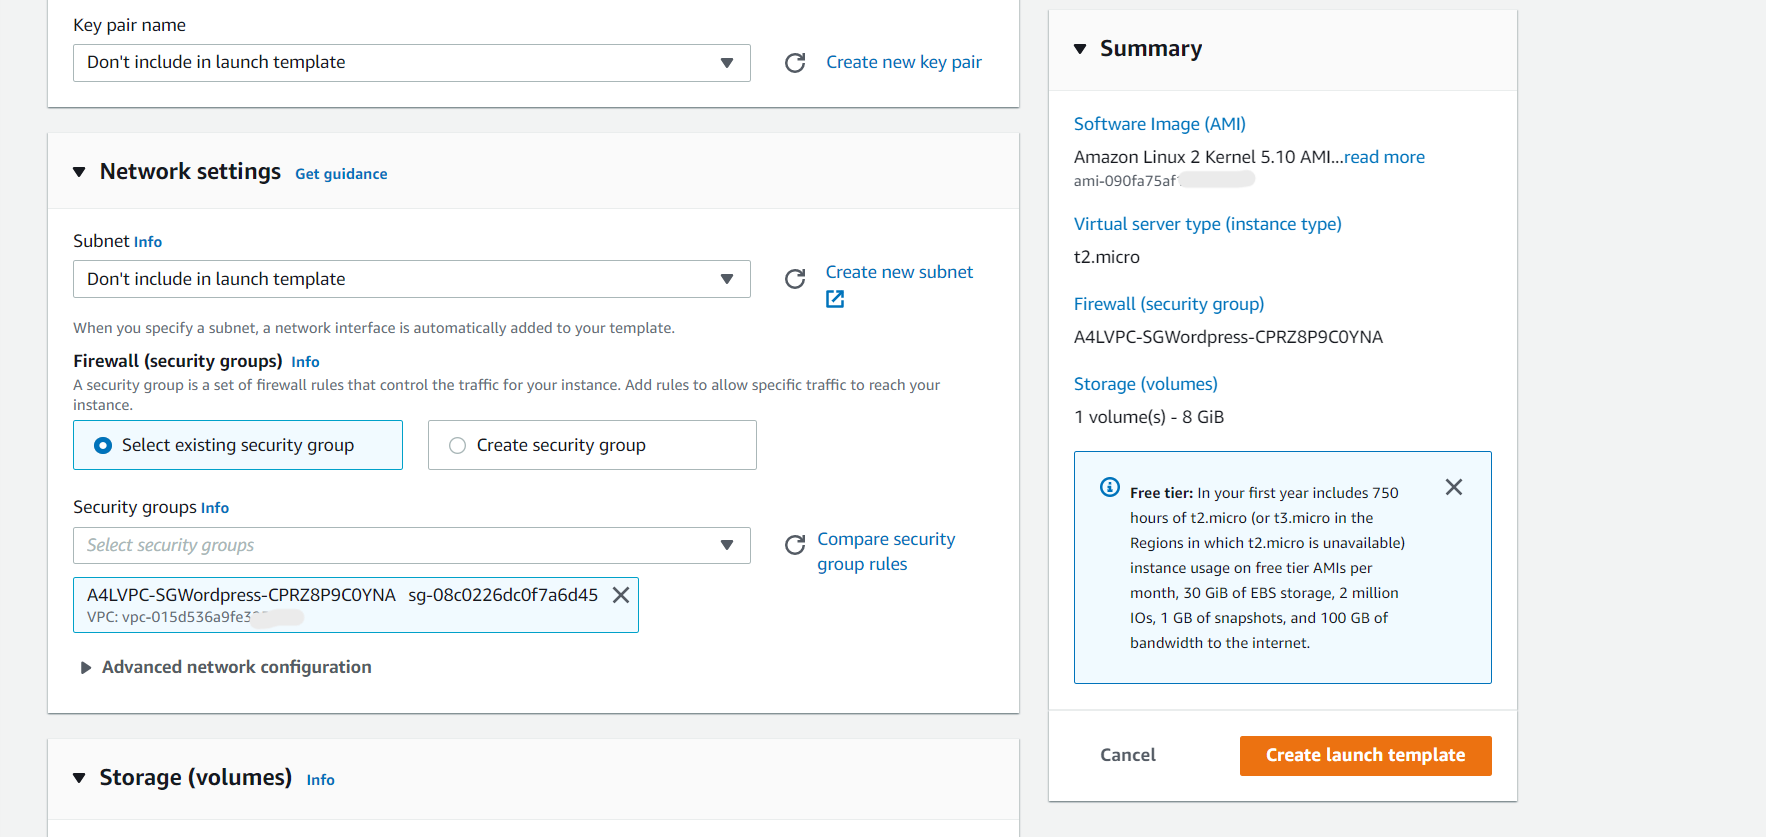 Key pair name
Don't include in launch template
Create new key pair
Network settings Get guidance
Subnet Info
Don't include in launch template
Create new subnet
When you specify a subnet, a network interface is automatically added to your template.
Firewall (security groups) Info
A security group is a set of firewall rules that control the traffic for your instance. Add rules to allow specific traffic to reach your
instance.
Select existing security group
Create security group
Security groups Info
Select security groups
Compare security
group rules
A4LVPC-SGWordpress-CPRZ8P9C0YNA sg-08c0226dc0f7a6d45
VPC: vpc-015d536a9fe3
Advanced network configuration
Storage (volumes) Info
Summary
Software Image (AMI)
Amazon Linux 2 Kernel 5.10 AMI...read more
ami-090fa75af
Virtual server type (instance type)
t2.micro
Firewall (security group)
A4LVPC-SGWordpress-CPRZ8P9C0YNA
Storage (volumes)
1 volume(s) - 8 GiB
Free tier: In your first year includes 750
hours of t2.micro (or t3.micro in the
Regions in which t2.micro is unavailable)
instance usage on free tier AMIs per
month, 30 GiB of EBS storage, 2 million
IOs, 1 GB of snapshots, and 100 GB of
bandwidth to the internet.
Cancel
Create launch template